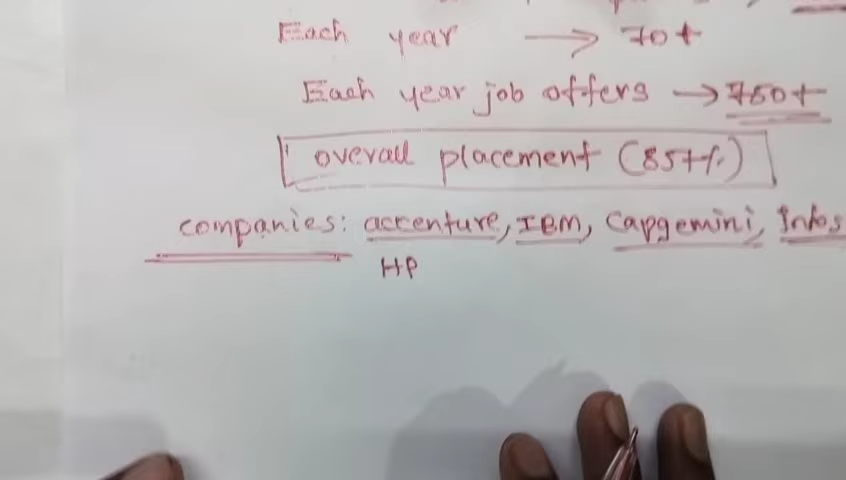 Each year → 70+
Each year job offers → 750+
overall placement (85+%)
companies: accenture, IBM, Capgemini, Infos
HP